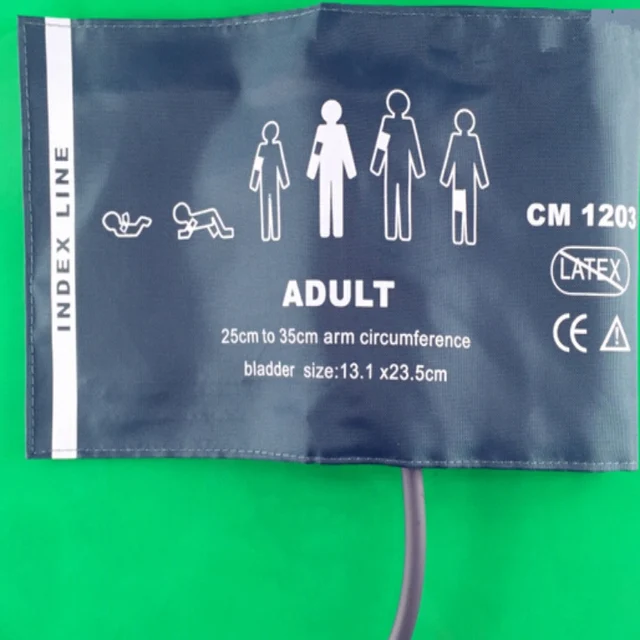 INDEX LINE
CM 1203
LATEX
ADULT
CE
25cm to 35cm arm circumference
bladder size:13.1 x23.5cm